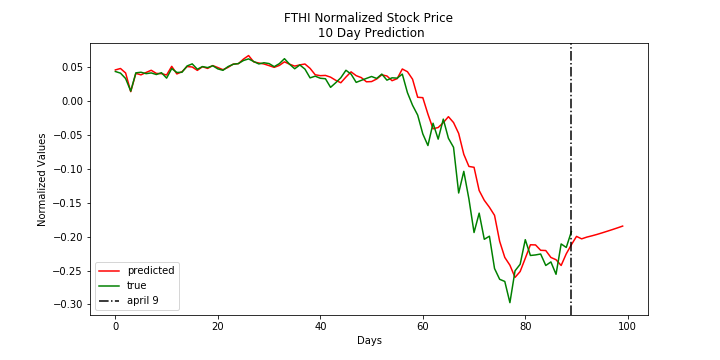 FTHI Normalized Stock Price
10 Day Prediction
Normalized Values
0.05
0.00
−0.05
−0.10
−0.15
−0.20
−0.25
−0.30
predicted
true
april 9
0 20 40 60 80 100
Days